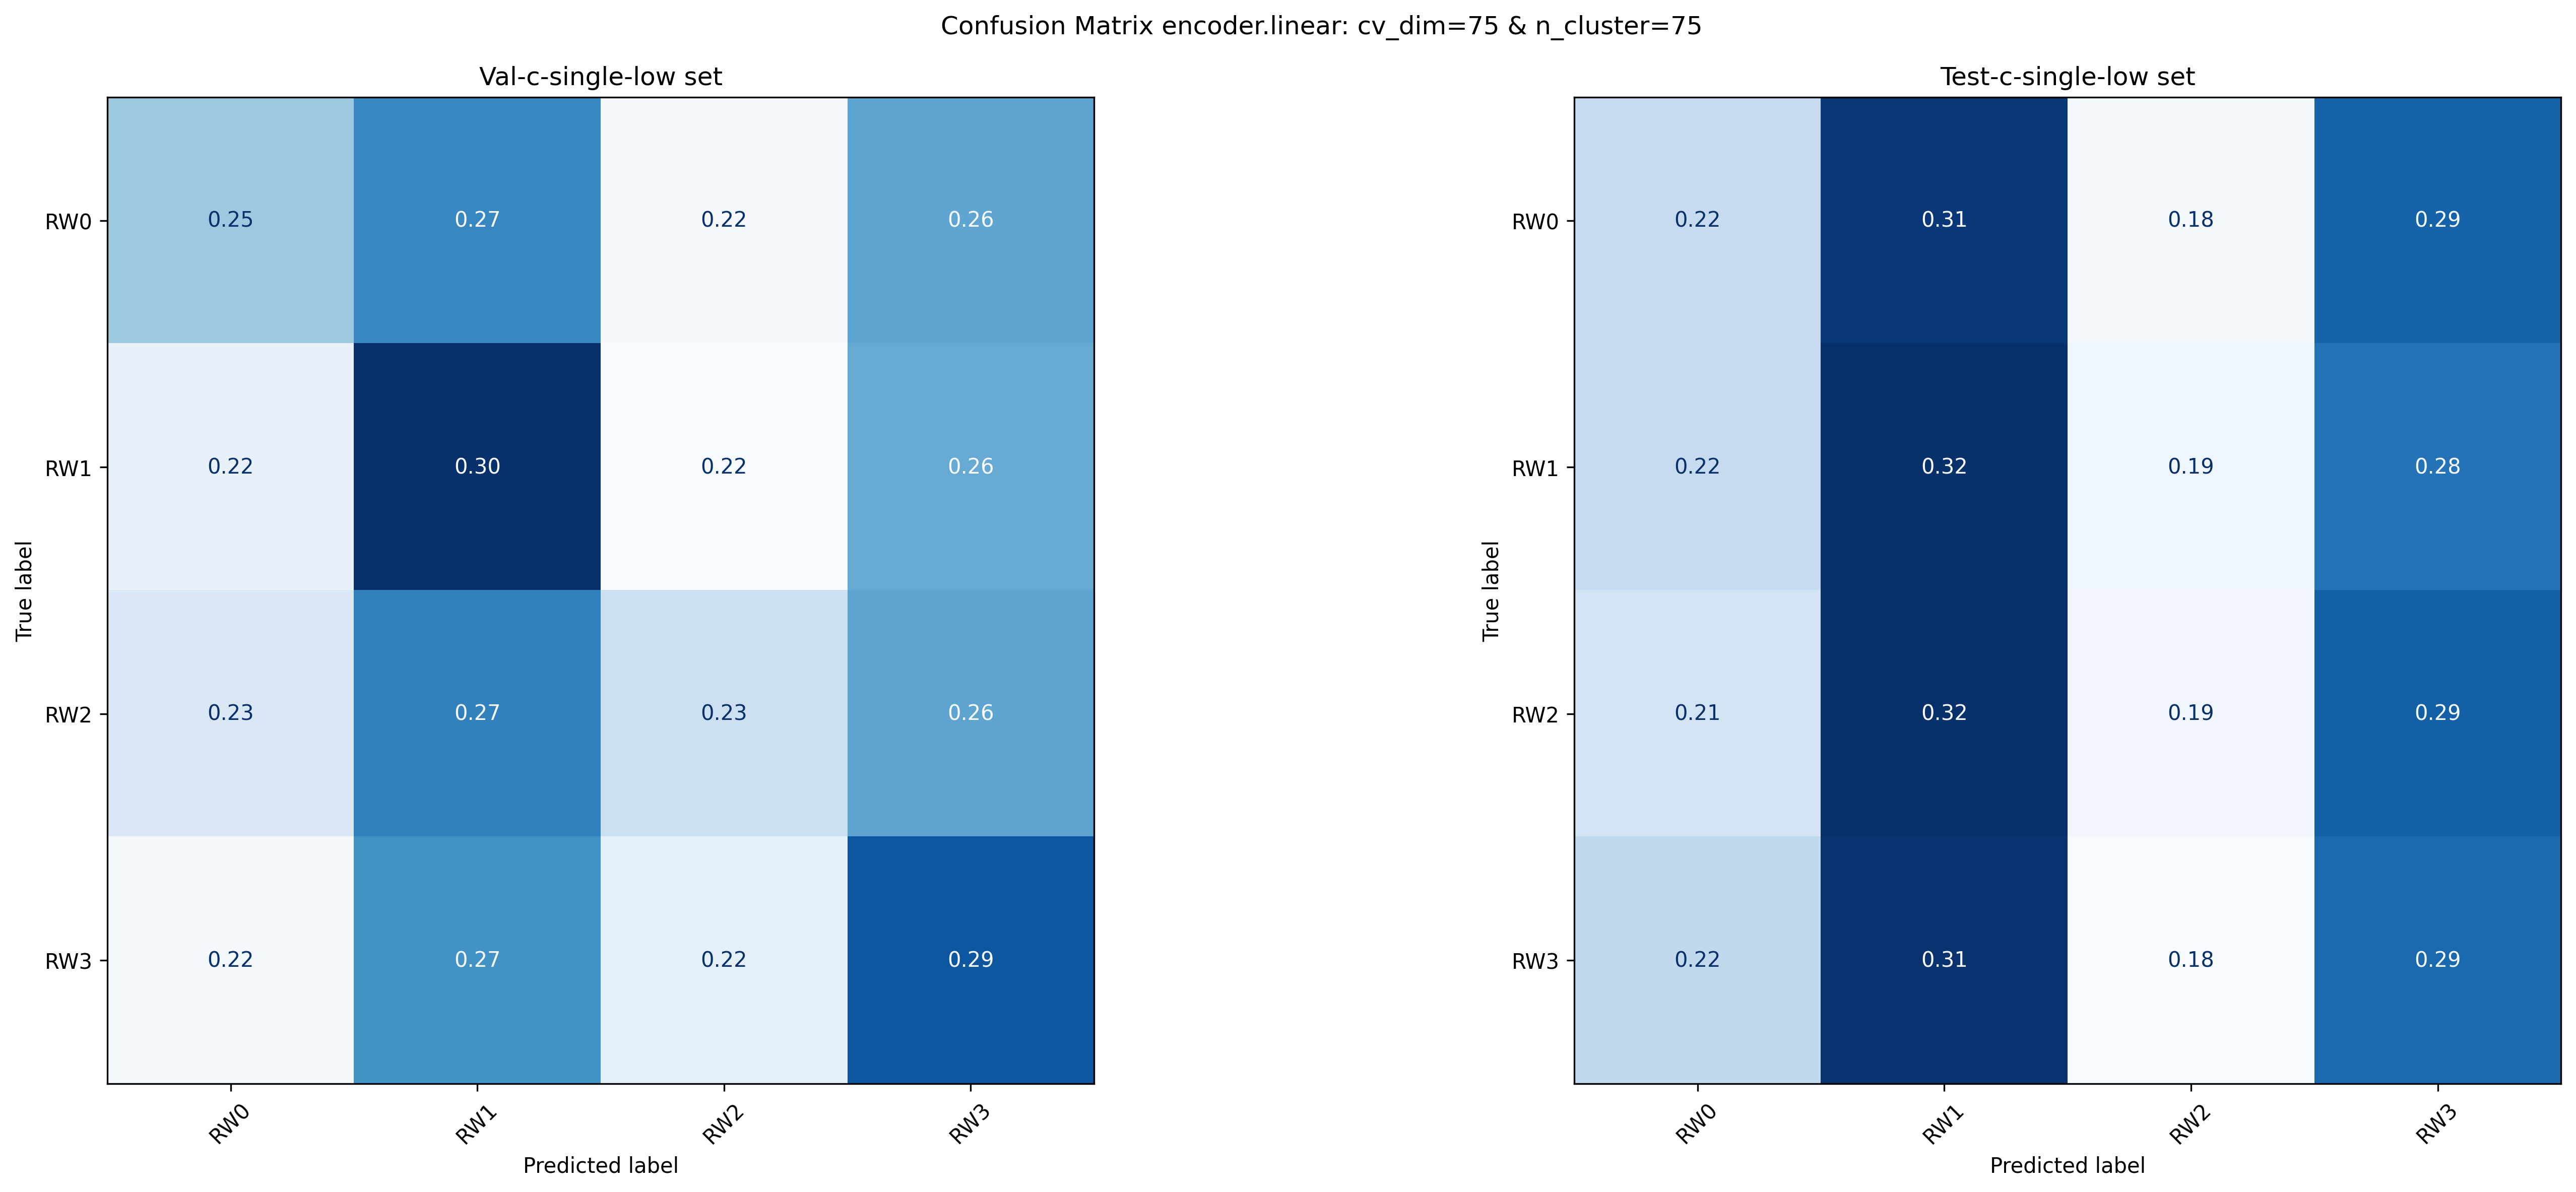 Confusion Matrix encoder.linear: cv_dim=75 & n_cluster=75
Val-c-single-low set
True label
RW0
0.25 0.27 0.22 0.26
RW1
0.22 0.30 0.22 0.26
RW2
0.23 0.27 0.23 0.26
RW3
0.22 0.27 0.22 0.29
RW0 RW1 RW2 RW3
Predicted label
Test-c-single-low set
True label
RW0
0.22 0.31 0.18 0.29
RW1
0.22 0.32 0.19 0.28
RW2
0.21 0.32 0.19 0.29
RW3
0.22 0.31 0.18 0.29
RW0 RW1 RW2 RW3
Predicted label